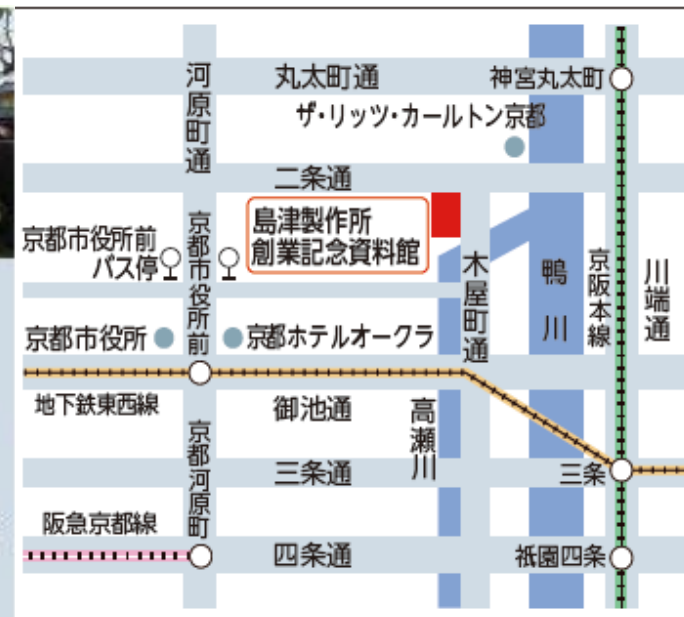 河原町通
丸太町通
神宮丸太町
ザ・リッツ・カールトン京都
二条通
京都市役所前
バス停
京都市役所前
島津製作所
創業記念資料館
木屋町通
鴨川
京阪本線
川端通
京都市役所
京都ホテルオークラ
地下鉄東西線
御池通
高瀬川
京都河原町
三条通
三条
阪急京都線
四条通
祇園四条